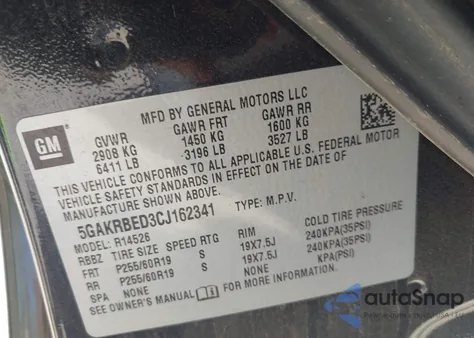 MFD BY GENERAL MOTORS LLC
GM
GVWR GAWR FRT GAWR RR
2908 KG 1450 KG 1600 KG
6411 LB 3196 LB 3527 LB
THIS VEHICLE CONFORMS TO ALL APPLICABLE U.S. FEDERAL MOTOR
VEHICLE SAFETY STANDARDS IN EFFECT ON THE DATE OF
MANUFACTURE SHOWN ABOVE.
5GAKRBED3CJ162341 TYPE: M.P.V.
MODEL: R14526
RBBZ TIRE SIZE SPEED RTG RIM COLD TIRE PRESSURE
FRT P255/60R19 S 19X7.5J 240KPA(35PSI)
RR P255/60R19 S 19X7.5J 240KPA(35PSI)
SPA NONE NONE KPA(PSI)
SEE OWNER'S MANUAL FOR MORE INFORMATION.
autoSnap